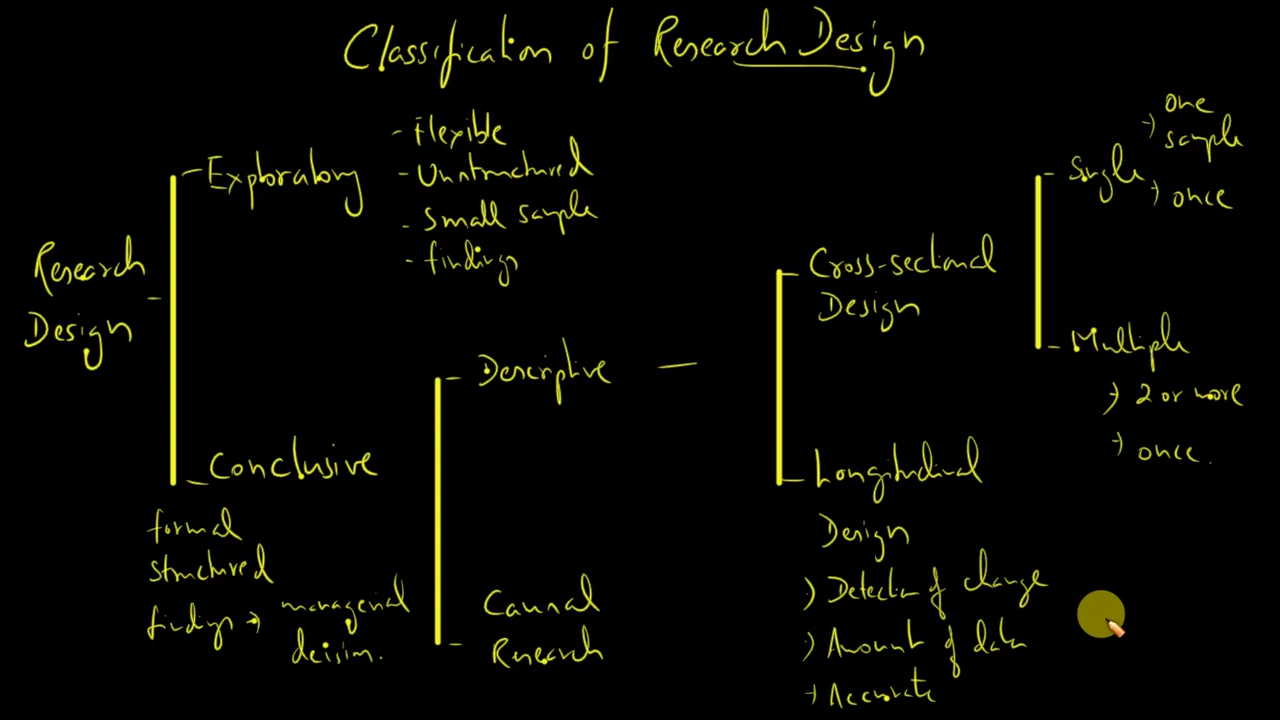 Classification of Research Design
Research
Design
Exploratory
- Flexible
- Unstructured
- Small sample
- findings
Conclusive
formal
structured
findings → managerial
decision.
Descriptive
Causal
Research
Cross-sectional
Design
Longitudinal
Design
→ Detection of change
→ Amount of data
→ Accurate
Single
→ one
sample
→ once
Multiple
→ 2 or more
→ once.